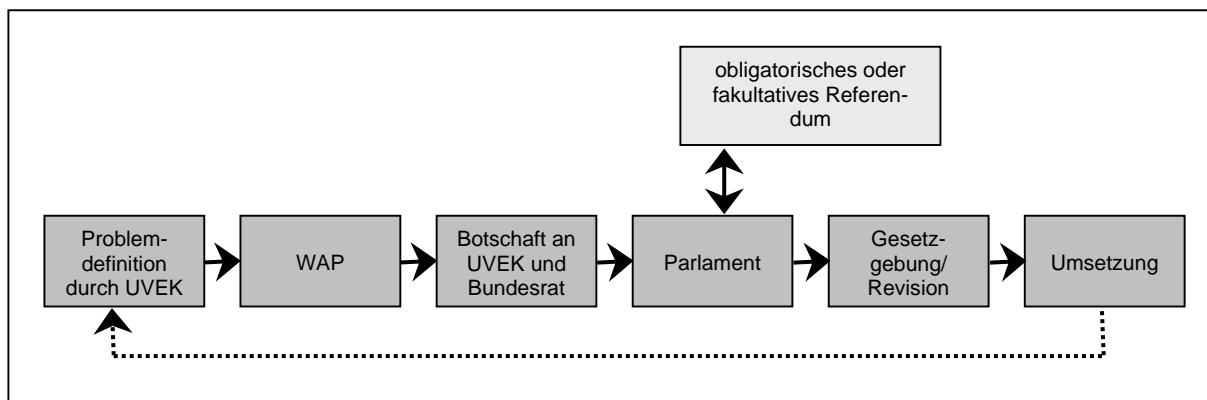 obligatorisches oder
fakultatives Referen-
dum
Problem-
definition
durch UVEK
WAP
Botschaft an
UVEK und
Bundesrat
Parlament
Gesetz-
gebung/
Revision
Umsetzung